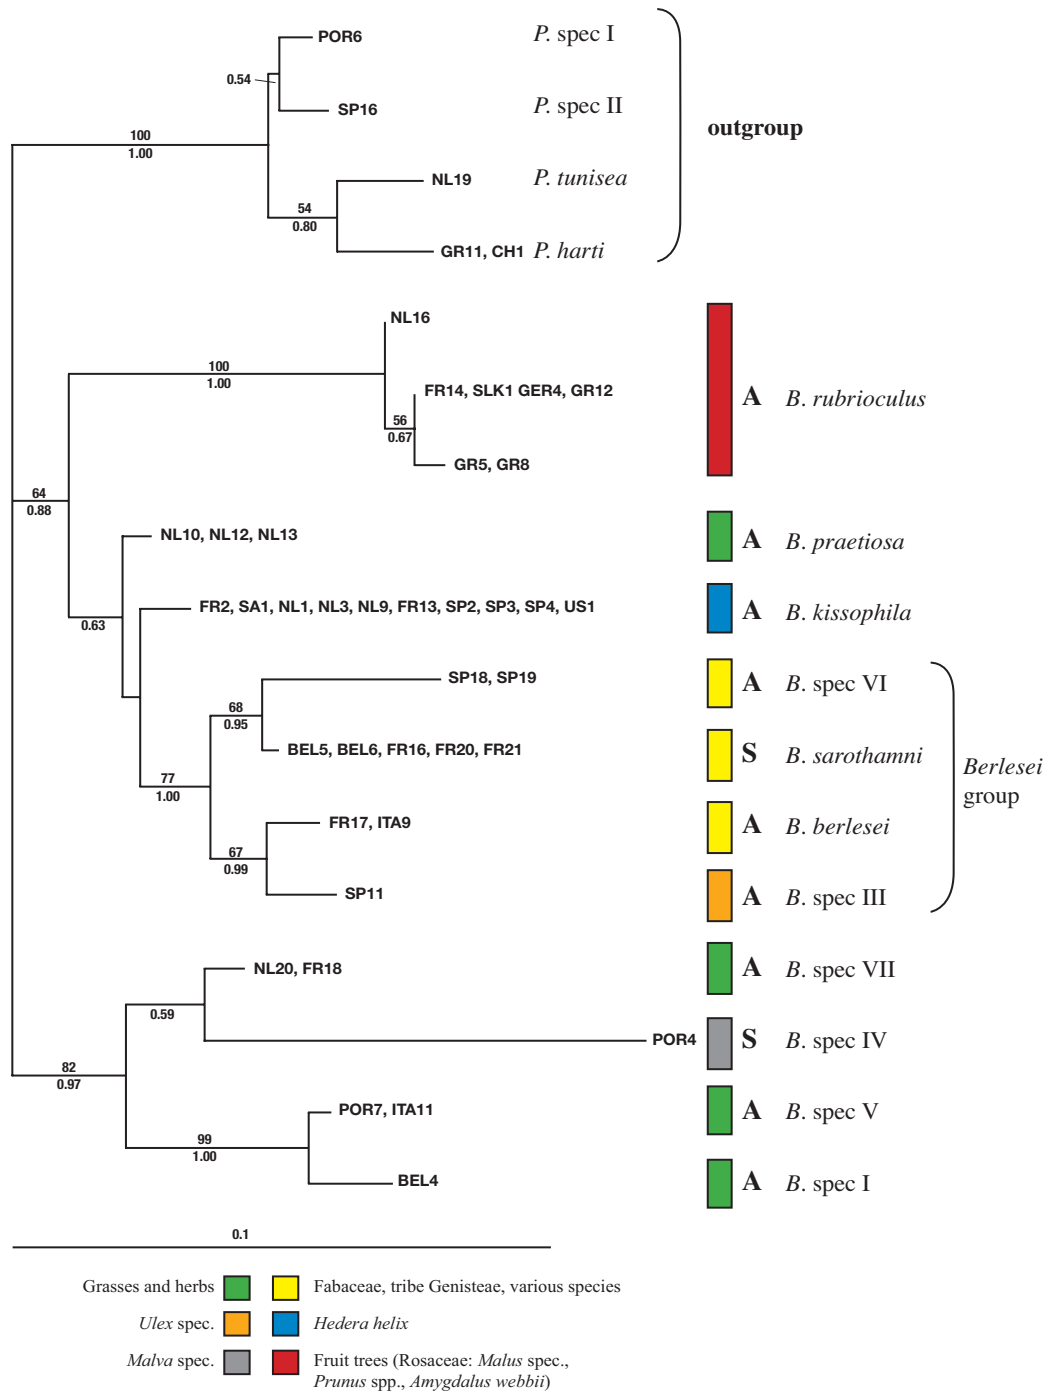 POR6 P. spec I
0.54
SP16 P. spec II
100
1.00
outgroup
NL19 P. tunisea
54
0.80
GR11, CH1 P. harti
NL16
100
1.00
FR14, SLK1 GER4, GR12
A B. rubrioculus
56
0.67
GR5, GR8
64
0.88
NL10, NL12, NL13 A B. praetiosa
FR2, SA1, NL1, NL3, NL9, FR13, SP2, SP3, SP4, US1 A B. kissophila
0.63
SP18, SP19 A B. spec VI
68
0.95
BEL5, BEL6, FR16, FR20, FR21 S B. sarothamni
Berlesei
group
77
1.00
FR17, ITA9 A B. berlesei
67
0.99
SP11 A B. spec III
NL20, FR18 A B. spec VII
0.59
POR4 S B. spec IV
82
0.97
POR7, ITA11 A B. spec V
99
1.00
BEL4 A B. spec I
0.1
Grasses and herbs Fabaceae, tribe Genisteae, various species
Ulex spec. Hedera helix
Malva spec. Fruit trees (Rosaceae: Malus spec.,
Prunus spp., Amygdalus webbii)